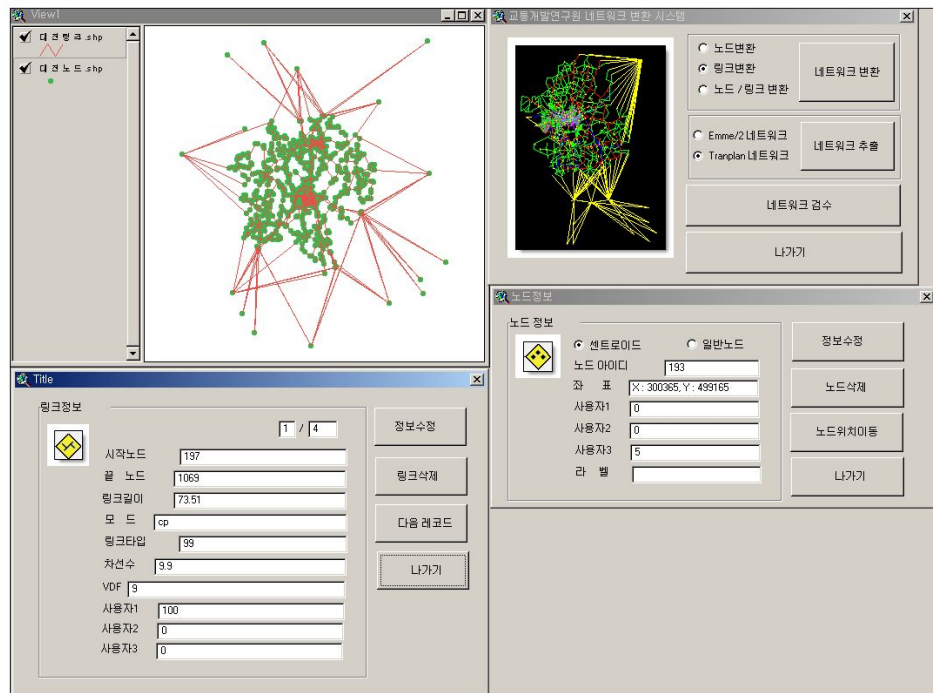 View1
대전링크.shp
대전노드.shp
교통개발연구원 네트워크 변환 시스템
노드변환
링크변환
노드 / 링크 변환
네트워크 변환
Emme/2 네트워크
Tranplan 네트워크
네트워크 추출
네트워크 검수
나가기
노드정보
노드 정보
센트로이드
일반노드
노드 아이디 193
좌 표 X : 300365, Y : 499165
사용자1 0
사용자2 0
사용자3 5
라 벨
정보수정
노드삭제
노드위치이동
나가기
Title
링크정보
1 / 4
시작노드 197
끝 노드 1069
링크길이 73.51
모 드 cp
링크타입 99
차선수 9.9
VDF 9
사용자1 100
사용자2 0
사용자3 0
정보수정
링크삭제
다음 레코드
나가기